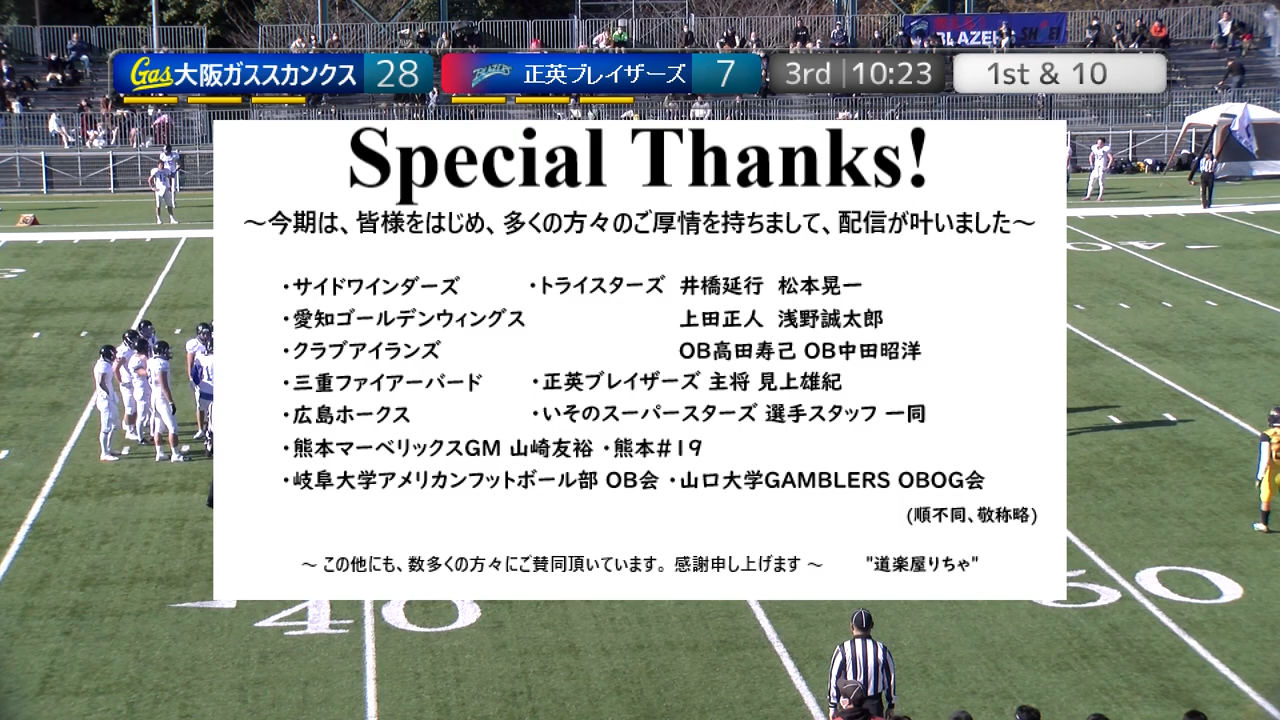 Gas 大阪ガススカンクス 28 BLAZERS 正英ブレイザーズ 7 3rd 10:23 1st & 10
BLAZERS
Special Thanks!
～今期は、皆様をはじめ、多くの方々のご厚情を持ちまして、配信が叶いました～
・サイドワインダーズ ・トライスターズ 井橋延行 松本晃一
・愛知ゴールデンウィングス 上田正人 浅野誠太郎
・クラブアイランズ OB高田寿己 OB中田昭洋
・三重ファイアーバード ・正英ブレイザーズ 主将 見上雄紀
・広島ホークス ・いそのスーパースターズ 選手スタッフ 一同
・熊本マーベリックスGM 山崎友裕 ・熊本#19
・岐阜大学アメリカンフットボール部 OB会 ・山口大学GAMBLERS OBOG会
(順不同、敬称略)
～ この他にも、数多くの方々にご賛同頂いています。感謝申し上げます ～ "道楽屋りちゃ"
40
50